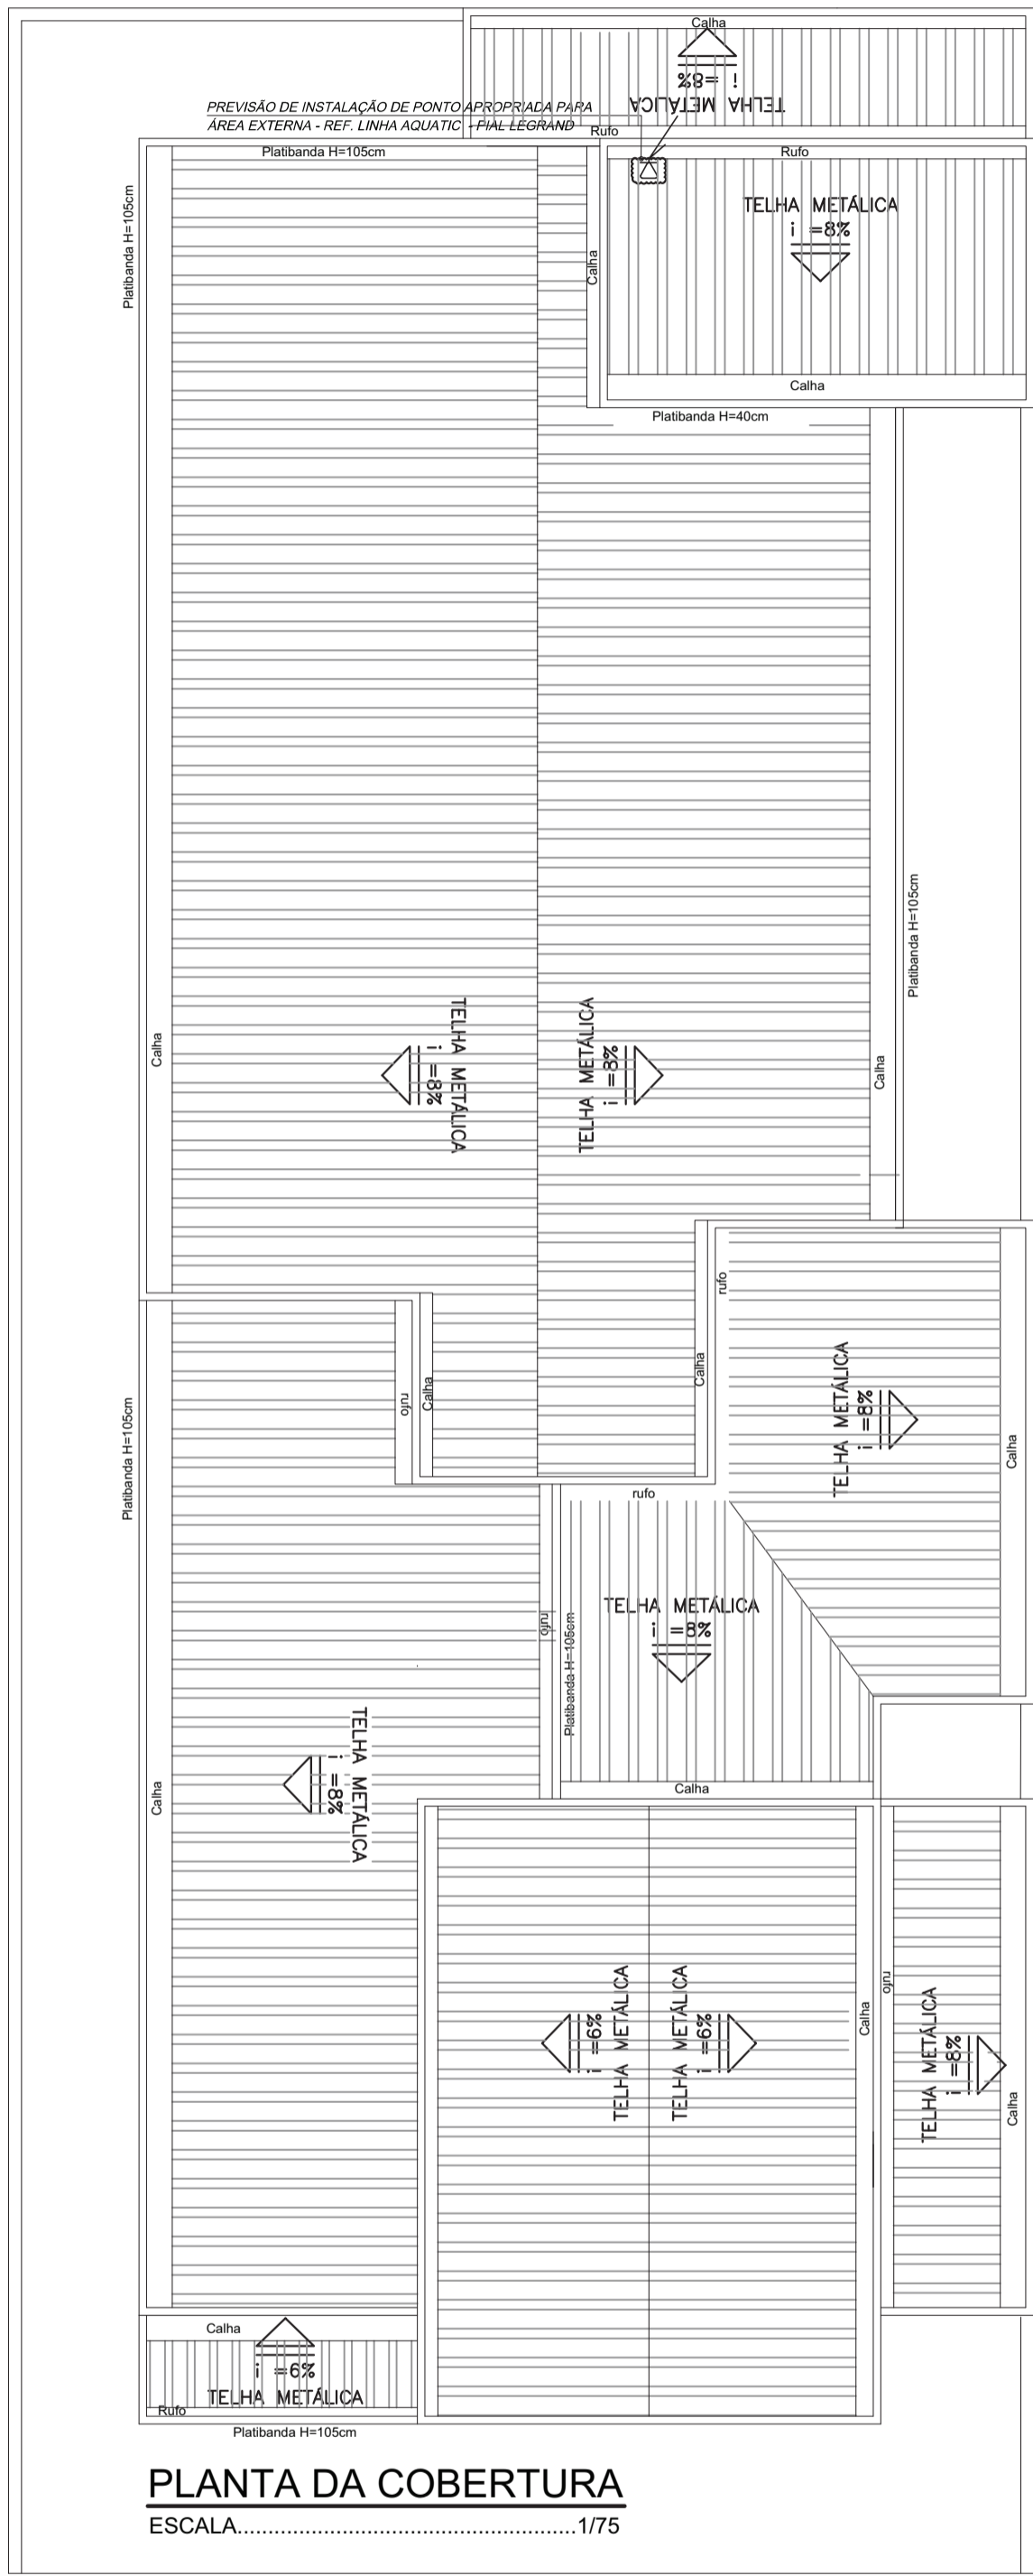 Calha
i =8%
TELHA METÁLICA
PREVISÃO DE INSTALAÇÃO DE PONTO APROPRIADA PARA
ÁREA EXTERNA - REF. LINHA AQUATIC - PIAL LEGRAND
Rufo
Platibanda H=105cm
Rufo
Platibanda H=105cm
TELHA METÁLICA
i =8%
Calha
Calha
Platibanda H=40cm
Platibanda H=105cm
TELHA METÁLICA
i =8%
TELHA METÁLICA
i =8%
Calha
Calha
rufo
Calha
TELHA METÁLICA
i =8%
rufo
Calha
Calha
Platibanda H=105cm
rufo
TELHA METÁLICA
i =8%
rufo
Platibanda H=105cm
TELHA METÁLICA
i =8%
Calha
Calha
TELHA METÁLICA
i =6%
TELHA METÁLICA
i =6%
Calha
rufo
TELHA METÁLICA
i =8%
Calha
Calha
i =6%
TELHA METÁLICA
Rufo
Platibanda H=105cm
PLANTA DA COBERTURA
ESCALA.......................................................1/75